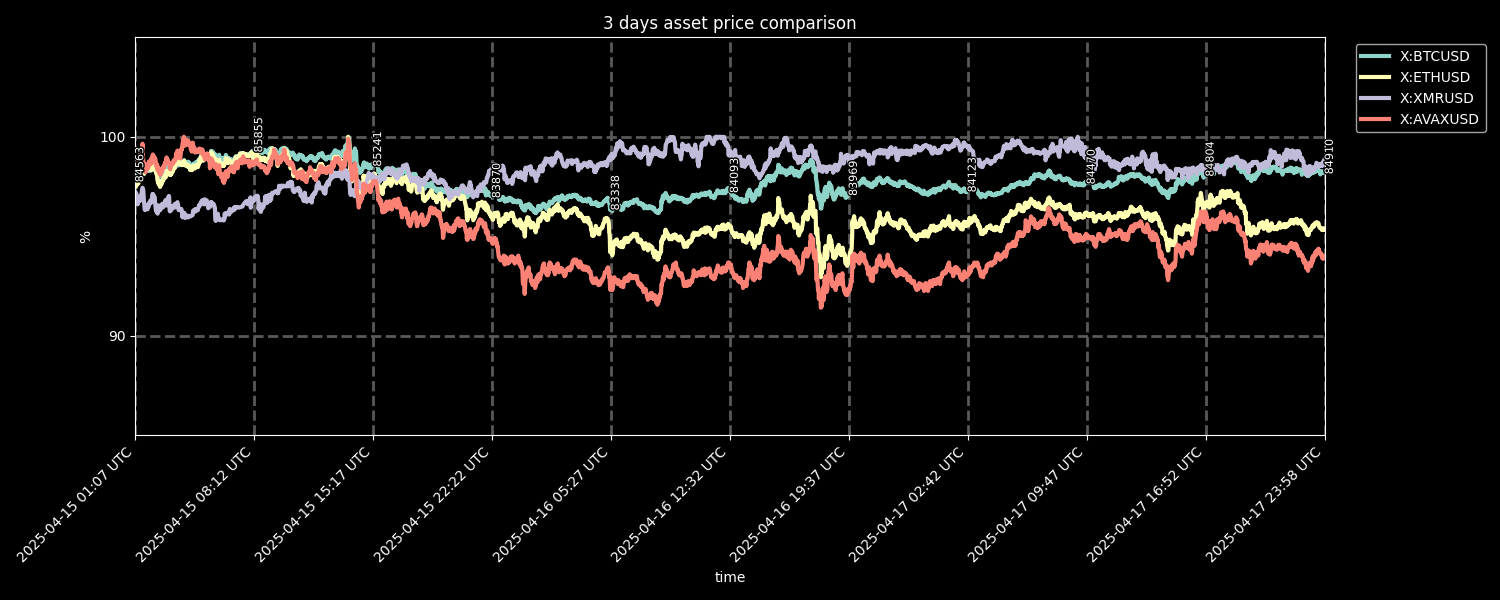 3 days asset price comparison
X:BTCUSD
X:ETHUSD
X:XMRUSD
X:AVAXUSD
100
90
%
84563
85855
85241
83870
83338
84093
83969
84123
84470
84804
84910
2025-04-15 01:07 UTC
2025-04-15 08:12 UTC
2025-04-15 15:17 UTC
2025-04-15 22:22 UTC
2025-04-16 05:27 UTC
2025-04-16 12:32 UTC
2025-04-16 19:37 UTC
2025-04-17 02:42 UTC
2025-04-17 09:47 UTC
2025-04-17 16:52 UTC
2025-04-17 23:58 UTC
time